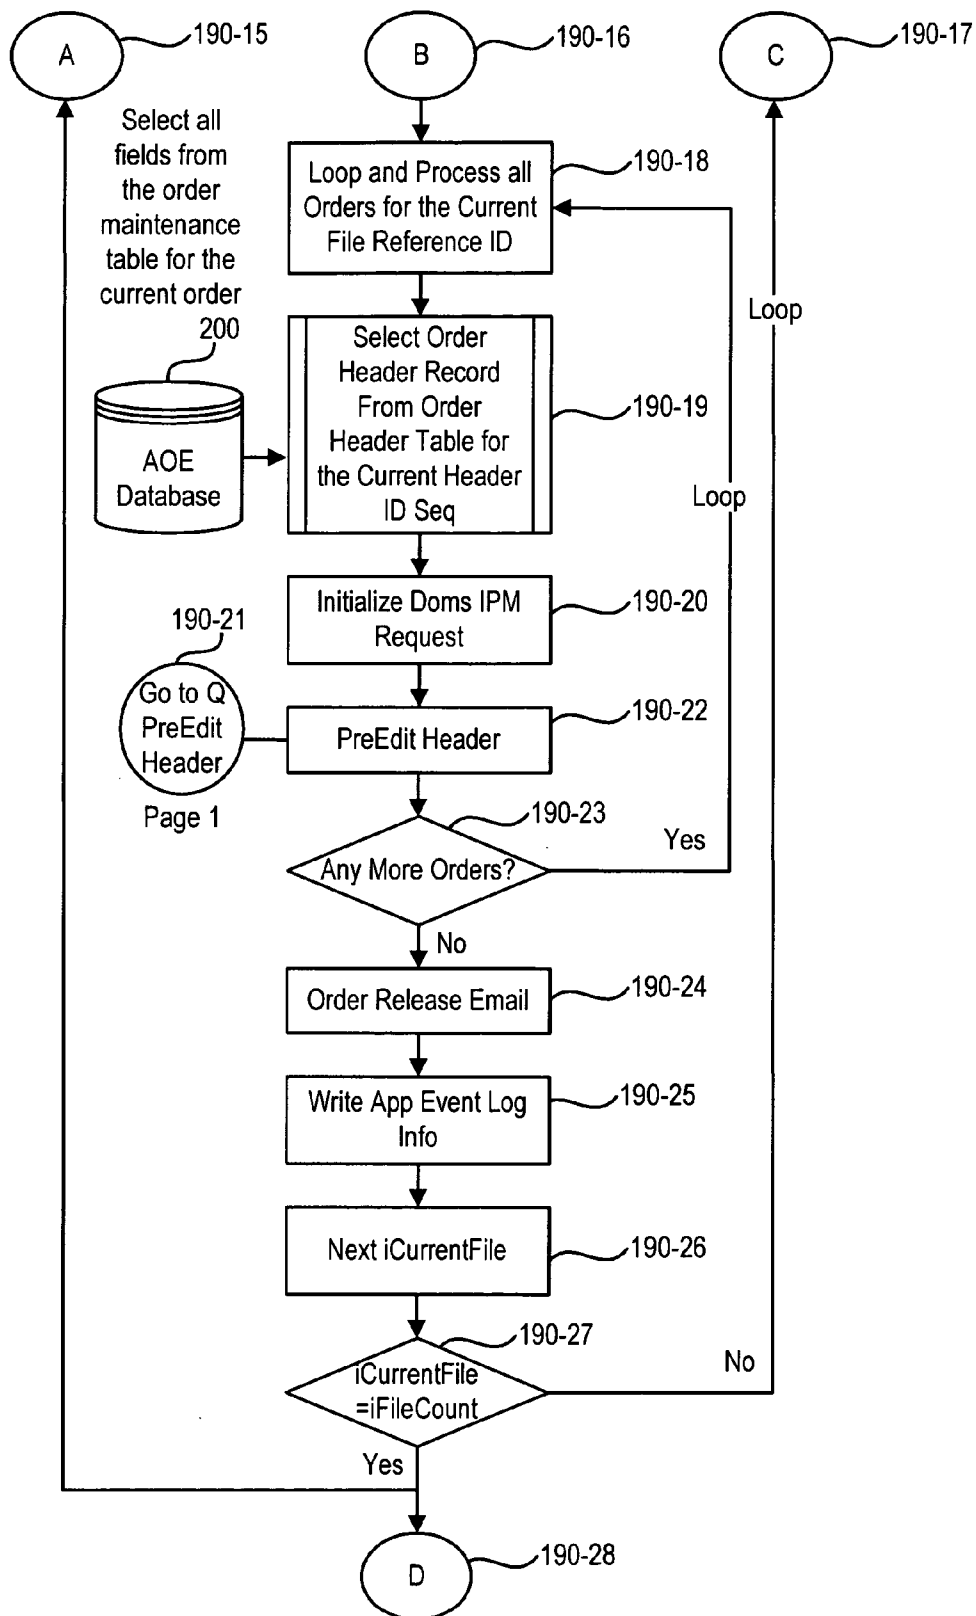 A
190-15
B
190-16
C
190-17
Select all
fields from
the order
maintenance
table for the
current order
200
Loop and Process all
Orders for the Current
File Reference ID
190-18
Loop
Select Order
Header Record
From Order
Header Table for
the Current Header
ID Seq
190-19
AOE
Database
Loop
Initialize Doms IPM
Request
190-20
190-21
Go to Q
PreEdit
Header
Page 1
PreEdit Header
190-22
190-23
Any More Orders?
Yes
No
Order Release Email
190-24
Write App Event Log
Info
190-25
Next iCurrentFile
190-26
190-27
iCurrentFile
=iFileCount
No
Yes
D
190-28